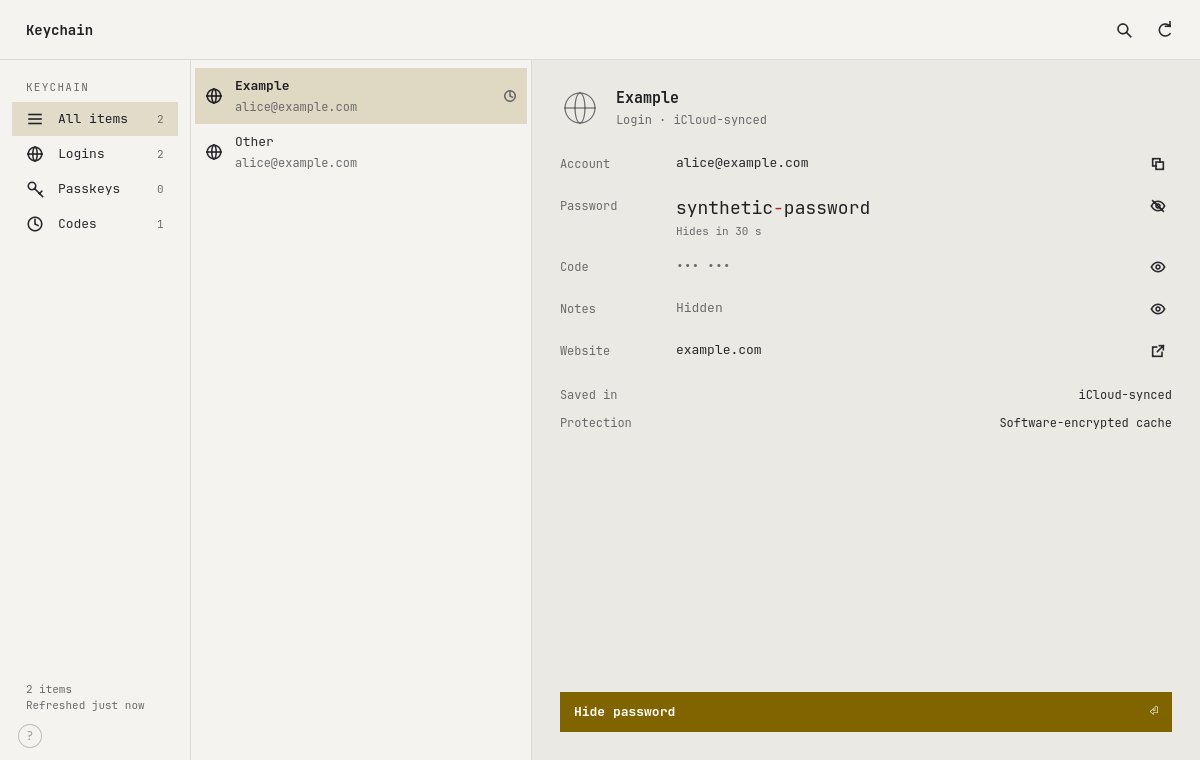 Keychain
KEYCHAIN
All items 2
Logins 2
Passkeys 0
Codes 1
2 items
Refreshed just now
?
Example
alice@example.com
Other
alice@example.com
Example
Login · iCloud-synced
Account alice@example.com
Password synthetic-password
Hides in 30 s
Code ••• •••
Notes Hidden
Website example.com
Saved in iCloud-synced
Protection Software-encrypted cache
Hide password ⏎